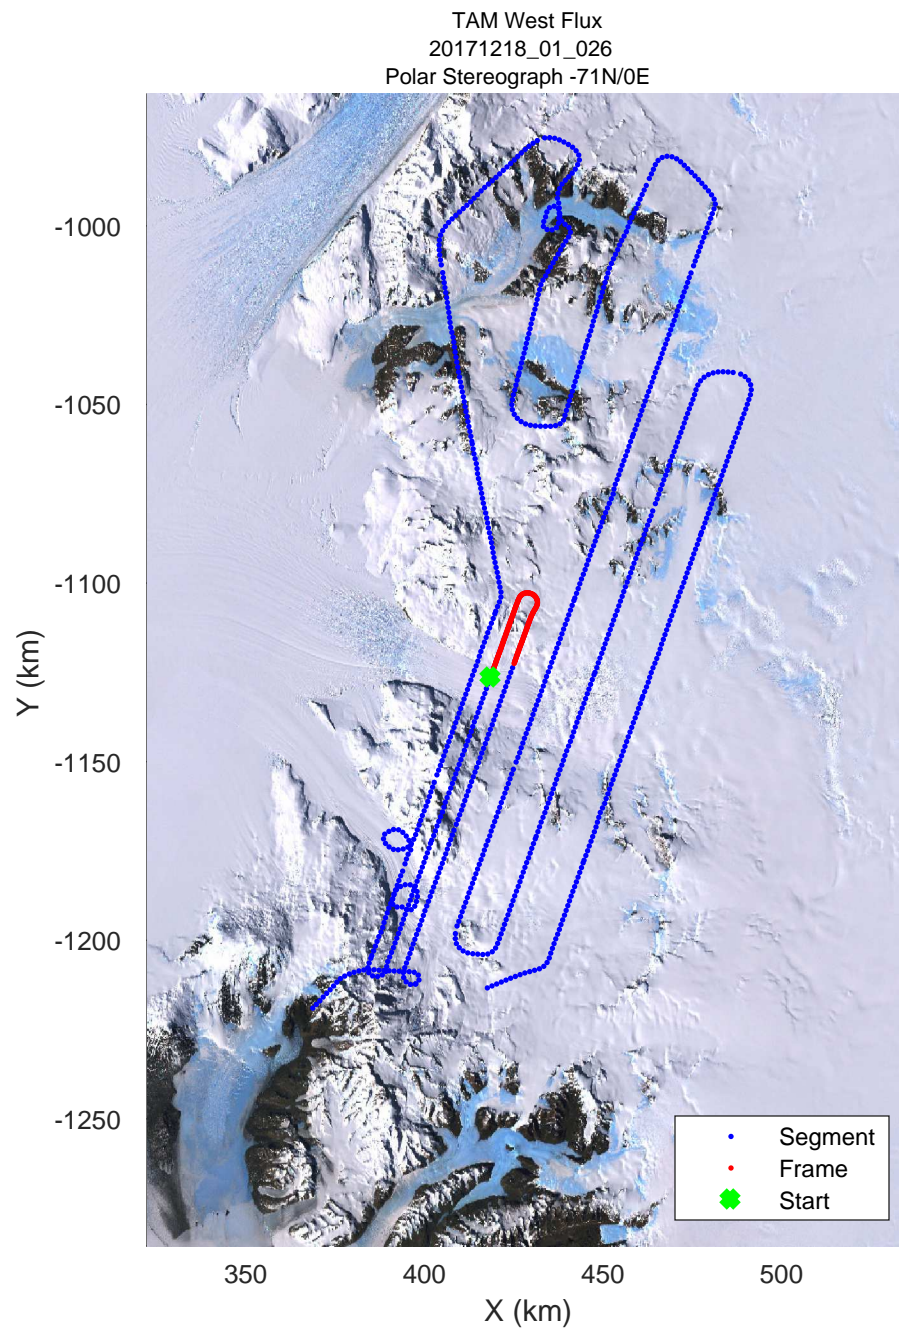 TAM West Flux
20171218_01_026
Polar Stereograph -71N/0E
-1000
-1050
-1100
-1150
-1200
-1250
Y (km)
350
400
450
500
X (km)
Segment
Frame
Start